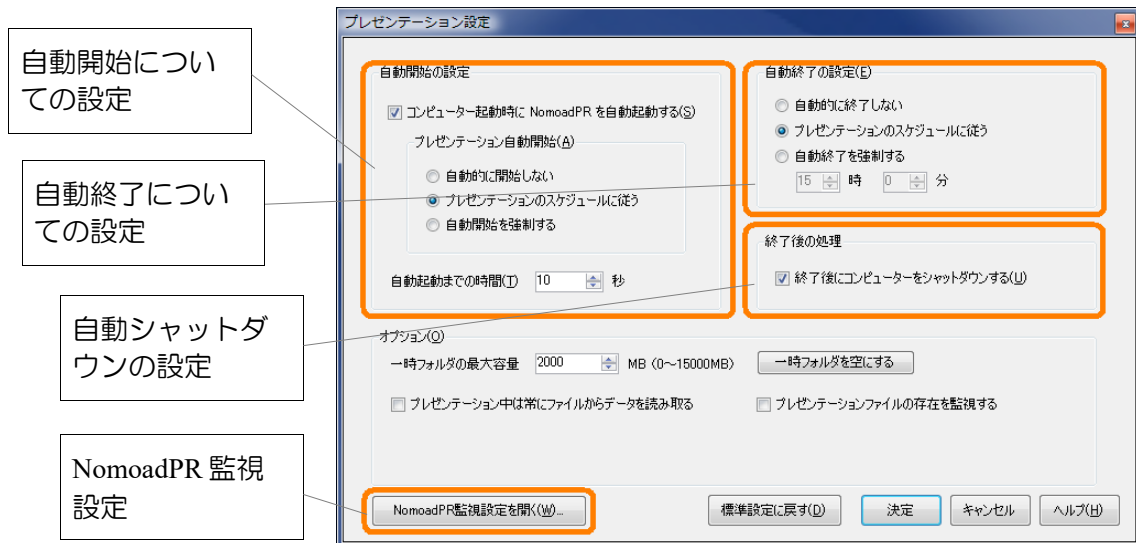 プレゼンテーション設定
自動開始につい
ての設定
自動終了につい
ての設定
自動シャットダ
ウンの設定
NomoadPR 監視
設定
自動開始の設定
コンピューター起動時に NomoadPR を自動起動する(S)
プレゼンテーション自動開始(A)
自動的に開始しない
プレゼンテーションのスケジュールに従う
自動開始を強制する
自動起動までの時間(T) 10 秒
自動終了の設定(E)
自動的に終了しない
プレゼンテーションのスケジュールに従う
自動終了を強制する
15 時 0 分
終了後の処理
終了後にコンピューターをシャットダウンする(U)
オプション(O)
一時フォルダの最大容量 2000 MB (0～15000MB) 一時フォルダを空にする
プレゼンテーション中は常にファイルからデータを読み取る プレゼンテーションファイルの存在を監視する
NomoadPR監視設定を開く(W)... 標準設定に戻す(D) 決定 キャンセル ヘルプ(H)